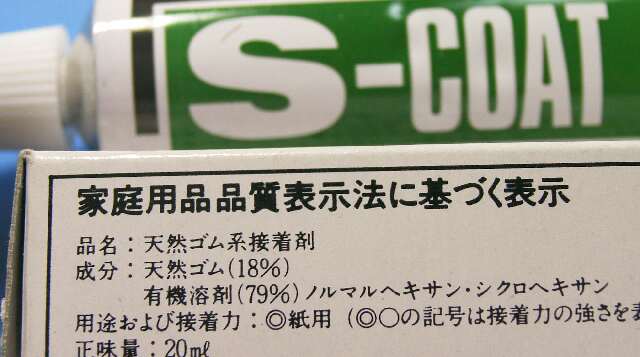 S-COAT
家庭用品品質表示法に基づく表示
品名：天然ゴム系接着剤
成分：天然ゴム(18%)
有機溶剤(79%)ノルマルヘキサン・シクロヘキサン
用途および接着力：◎紙用（◎○の記号は接着力の強さを表
正味量：20ml